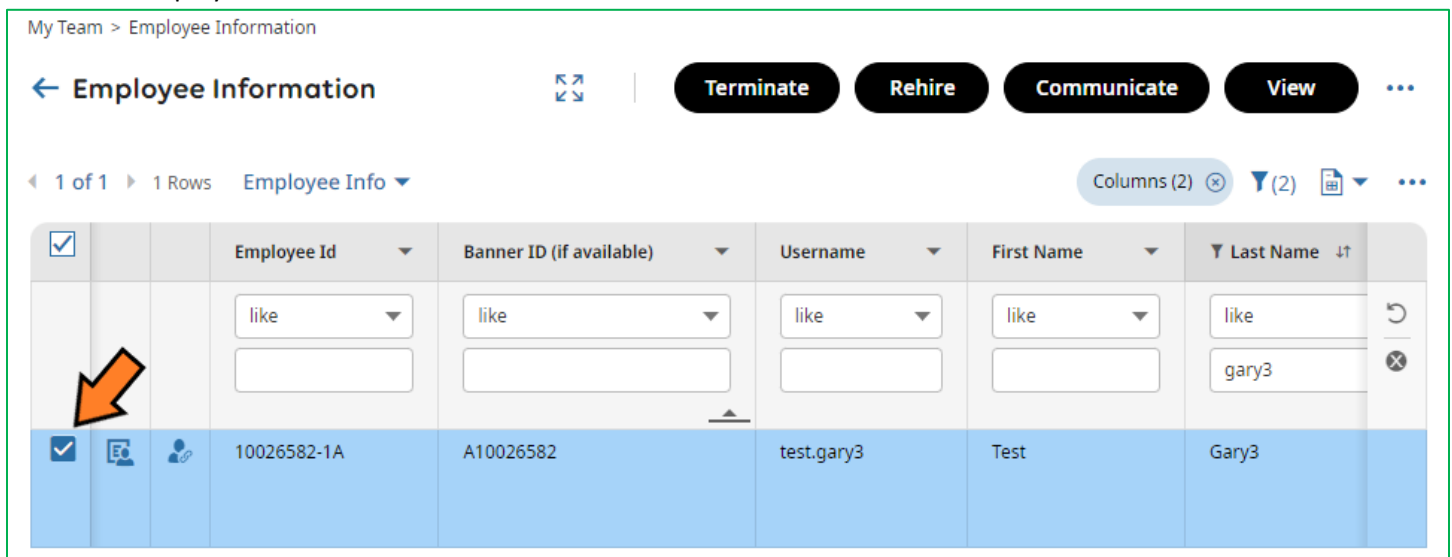 My Team > Employee Information
← Employee Information Terminate Rehire Communicate View ...
1 of 1 1 Rows Employee Info Columns (2) (2) ...
Employee Id Banner ID (if available) Username First Name Last Name
like like like like like
gary3
10026582-1A A10026582 test.gary3 Test Gary3